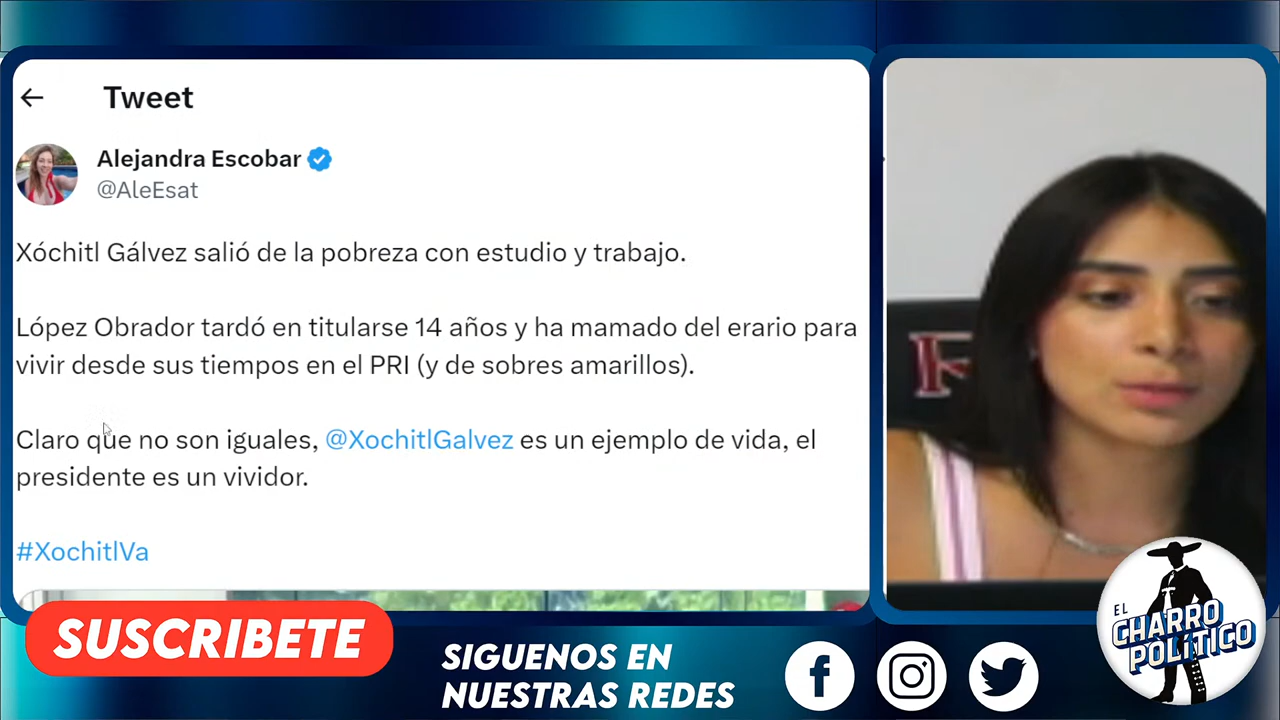 Tweet
Alejandra Escobar
@AleEsat
Xóchitl Gálvez salió de la pobreza con estudio y trabajo.
López Obrador tardó en titularse 14 años y ha mamado del erario para
vivir desde sus tiempos en el PRI (y de sobres amarillos).
Claro que no son iguales, @XochitlGalvez es un ejemplo de vida, el
presidente es un vividor.
#XochitlVa
SUSCRIBETE
SIGUENOS EN
NUESTRAS REDES
EL
CHARRO
POLÍTICO